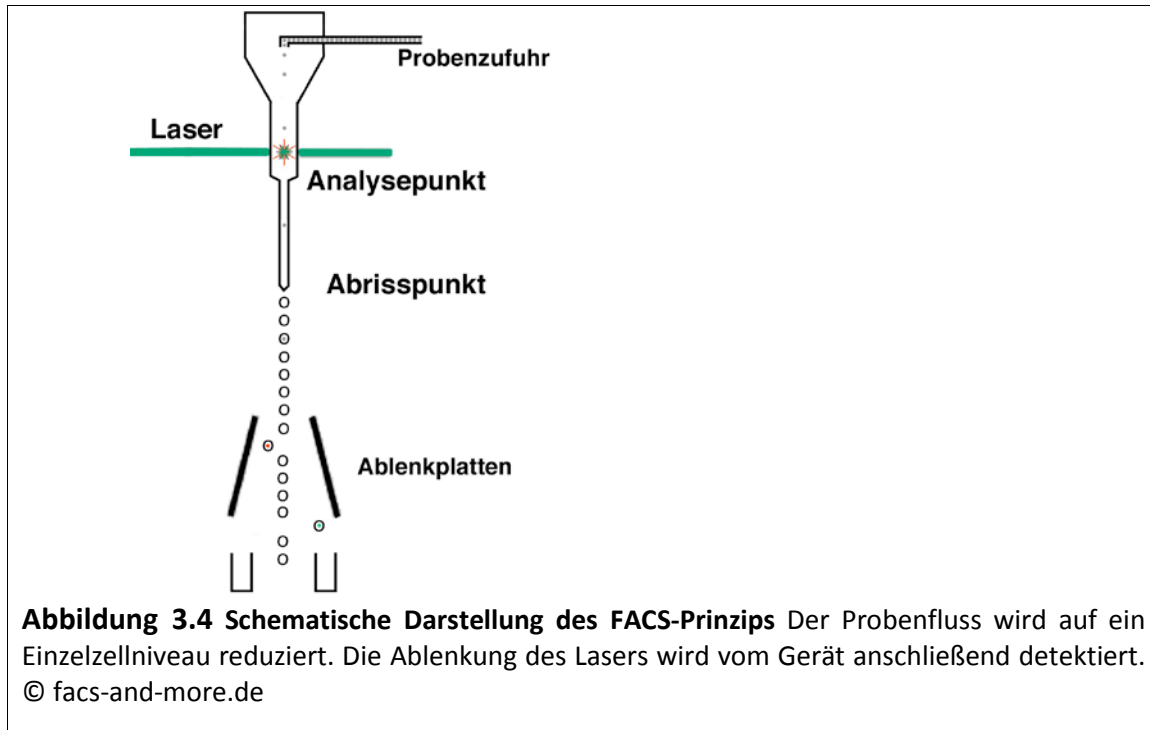 Probenzufuhr
Laser
Analysepunkt
Abrisspunkt
Ablenkplatten
Abbildung 3.4 Schematische Darstellung des FACS-Prinzips Der Probenfluss wird auf ein
Einzelzellniveau reduziert. Die Ablenkung des Lasers wird vom Gerät anschließend detektiert.
© facs-and-more.de